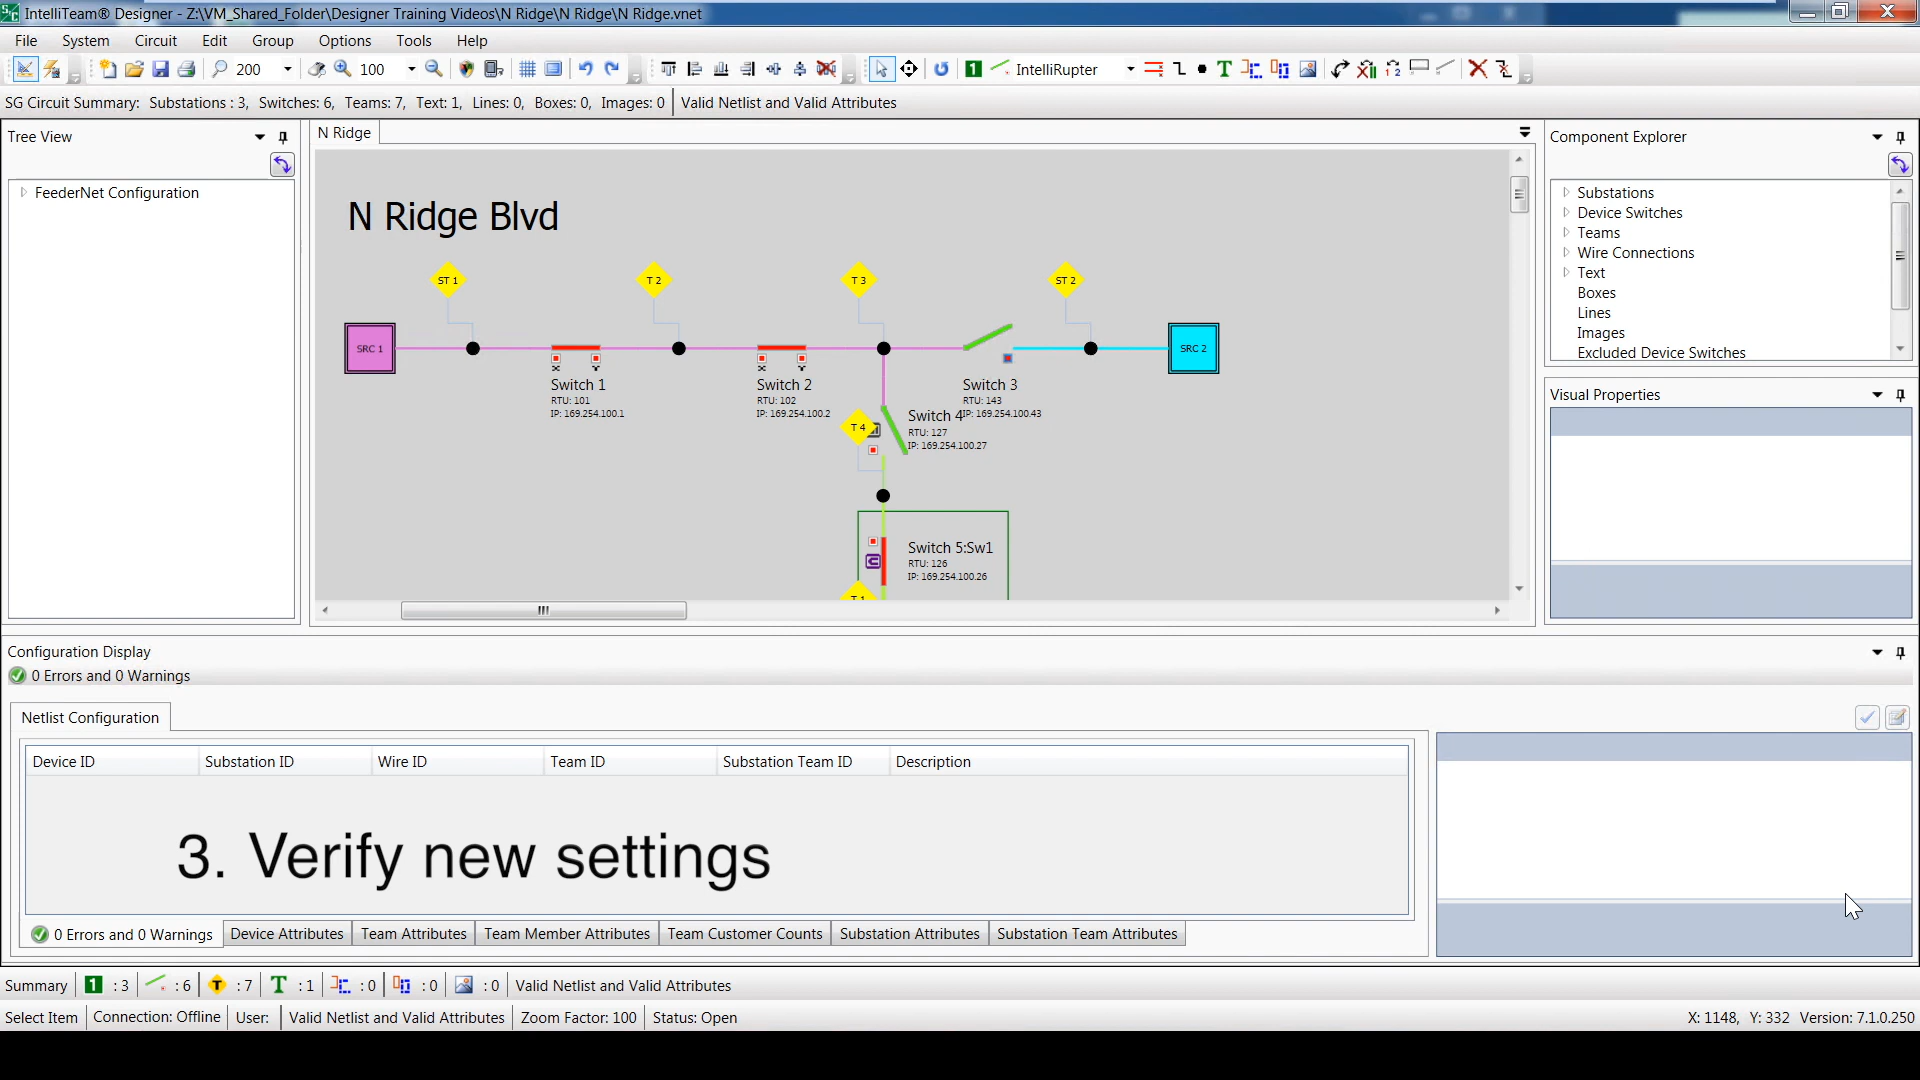 IntelliTeam® Designer - Z:\VM_Shared_Folder\Designer Training Videos\N Ridge\N Ridge\N Ridge.vnet
File System Circuit Edit Group Options Tools Help
200 100 1 IntelliRupter T
SG Circuit Summary: Substations : 3, Switches: 6, Teams: 7, Text: 1, Lines: 0, Boxes: 0, Images: 0 Valid Netlist and Valid Attributes
Tree View
FeederNet Configuration
N Ridge
N Ridge Blvd
ST 1 T 2 T 3 ST 2
SRC 1 SRC 2
Switch 1
RTU: 101
IP: 169.254.100.1
Switch 2
RTU: 102
IP: 169.254.100.2
Switch 3
RTU: 143
IP: 169.254.100.43
T 4
Switch 4
RTU: 127
IP: 169.254.100.27
Switch 5:Sw1
RTU: 126
IP: 169.254.100.26
T 1
Component Explorer
Substations
Device Switches
Teams
Wire Connections
Text
Boxes
Lines
Images
Excluded Device Switches
Visual Properties
Configuration Display
0 Errors and 0 Warnings
Netlist Configuration
Device ID Substation ID Wire ID Team ID Substation Team ID Description
3. Verify new settings
0 Errors and 0 Warnings Device Attributes Team Attributes Team Member Attributes Team Customer Counts Substation Attributes Substation Team Attributes
Summary 1 : 3 : 6 T : 7 T : 1 : 0 : 0 : 0 Valid Netlist and Valid Attributes
Select Item Connection: Offline User: Valid Netlist and Valid Attributes Zoom Factor: 100 Status: Open X: 1148, Y: 332 Version: 7.1.0.250